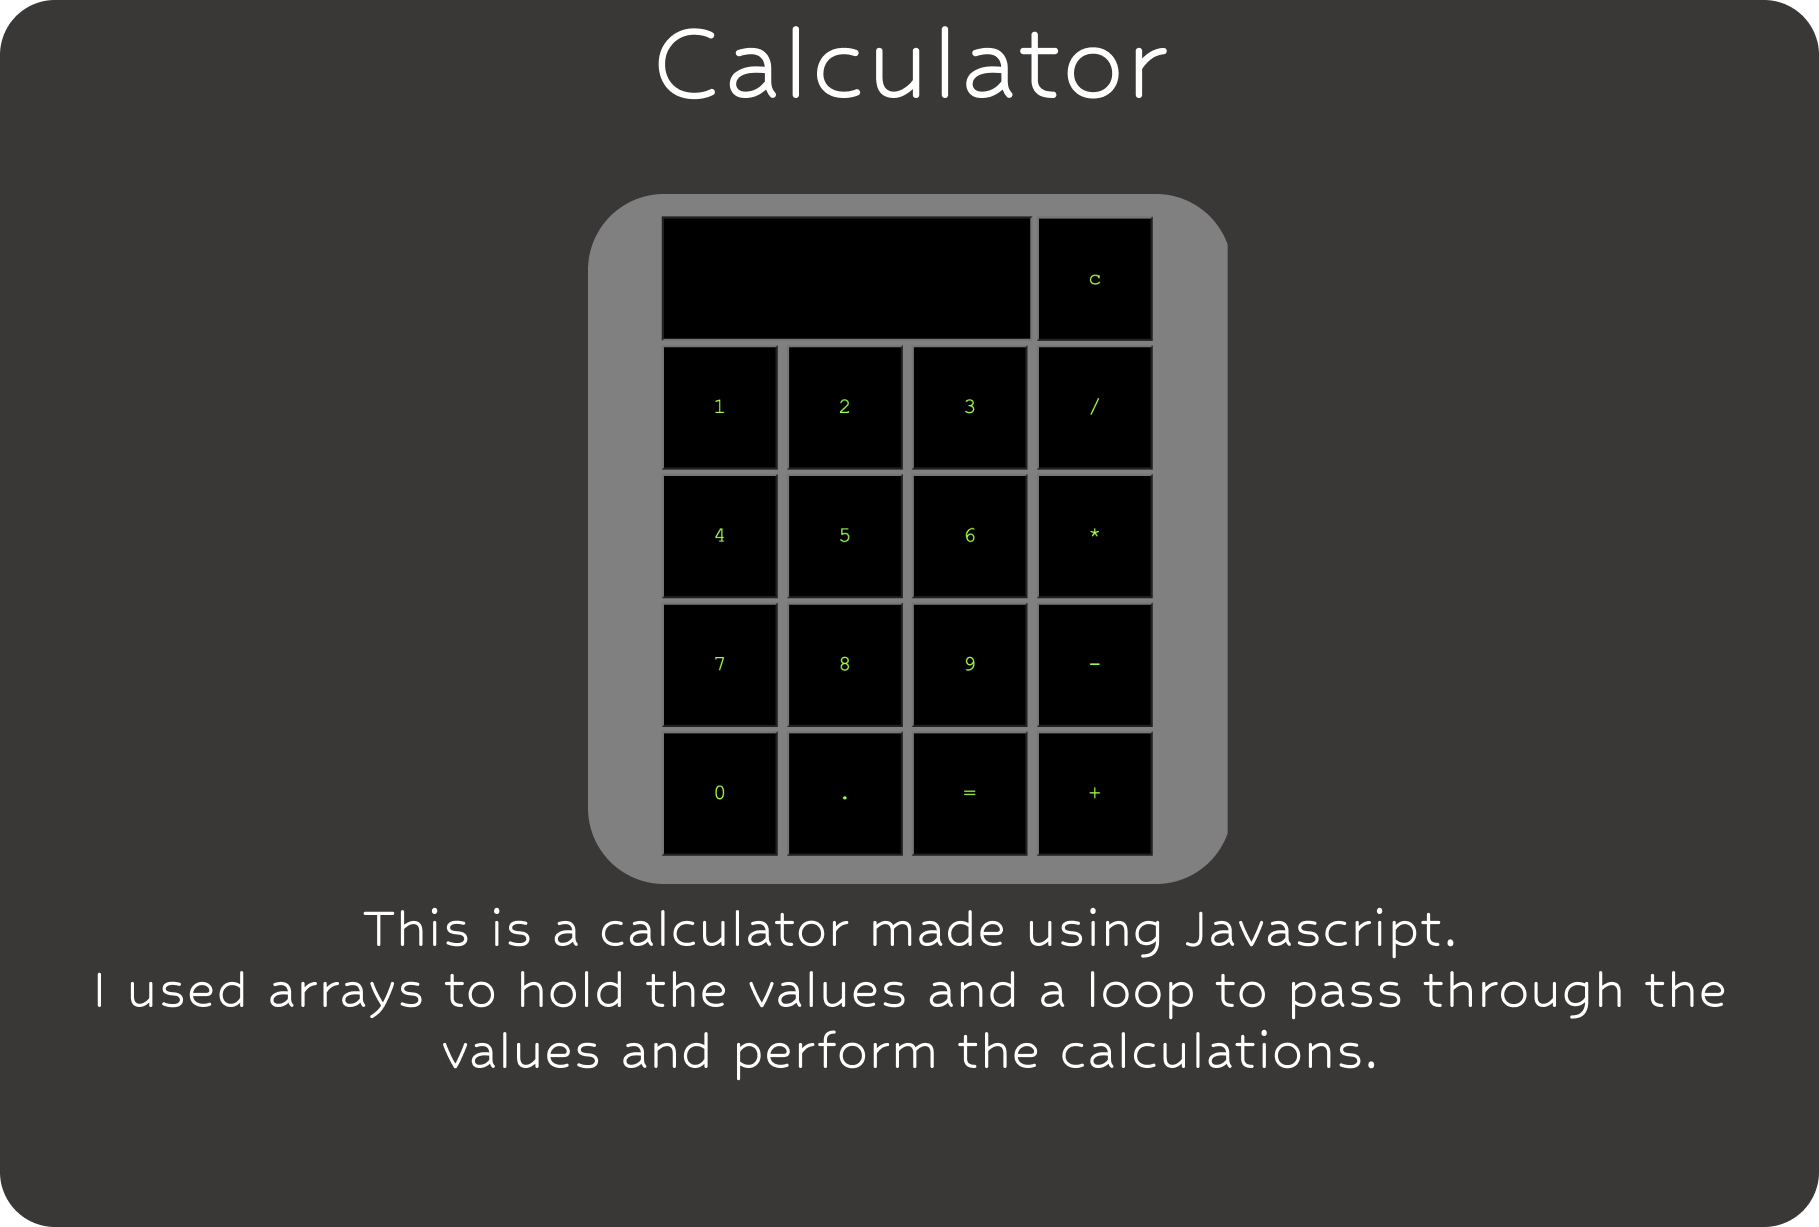 Calculator
c
1 2 3 /
4 5 6 *
7 8 9 -
0 . = +
This is a calculator made using Javascript.
I used arrays to hold the values and a loop to pass through the
values and perform the calculations.